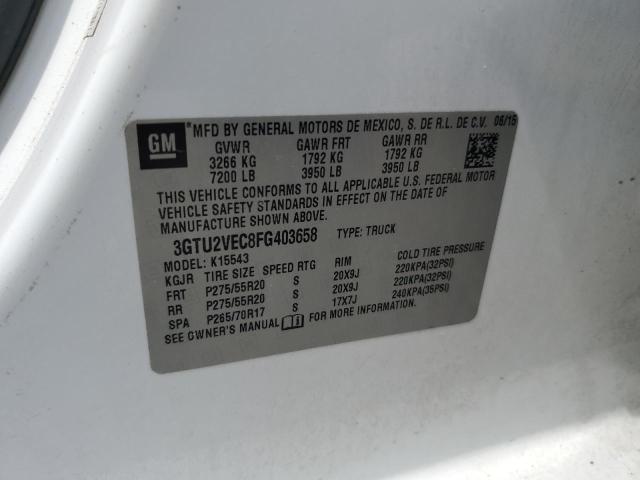 GM
MFD BY GENERAL MOTORS DE MEXICO, S. DE R.L. DE C.V. 06/15
GVWR GAWR FRT GAWR RR
3266 KG 1792 KG 1792 KG
7200 LB 3950 LB 3950 LB
THIS VEHICLE CONFORMS TO ALL APPLICABLE U.S. FEDERAL MOTOR
VEHICLE SAFETY STANDARDS IN EFFECT ON THE DATE OF
MANUFACTURE SHOWN ABOVE.
3GTU2VEC8FG403658 TYPE: TRUCK
MODEL: K15543
KGJR TIRE SIZE SPEED RTG RIM COLD TIRE PRESSURE
FRT P275/55R20 S 20X9J 220KPA(32PSI)
RR P275/55R20 S 20X9J 220KPA(32PSI)
SPA P265/70R17 S 17X7J 240KPA(35PSI)
SEE OWNER'S MANUAL FOR MORE INFORMATION.